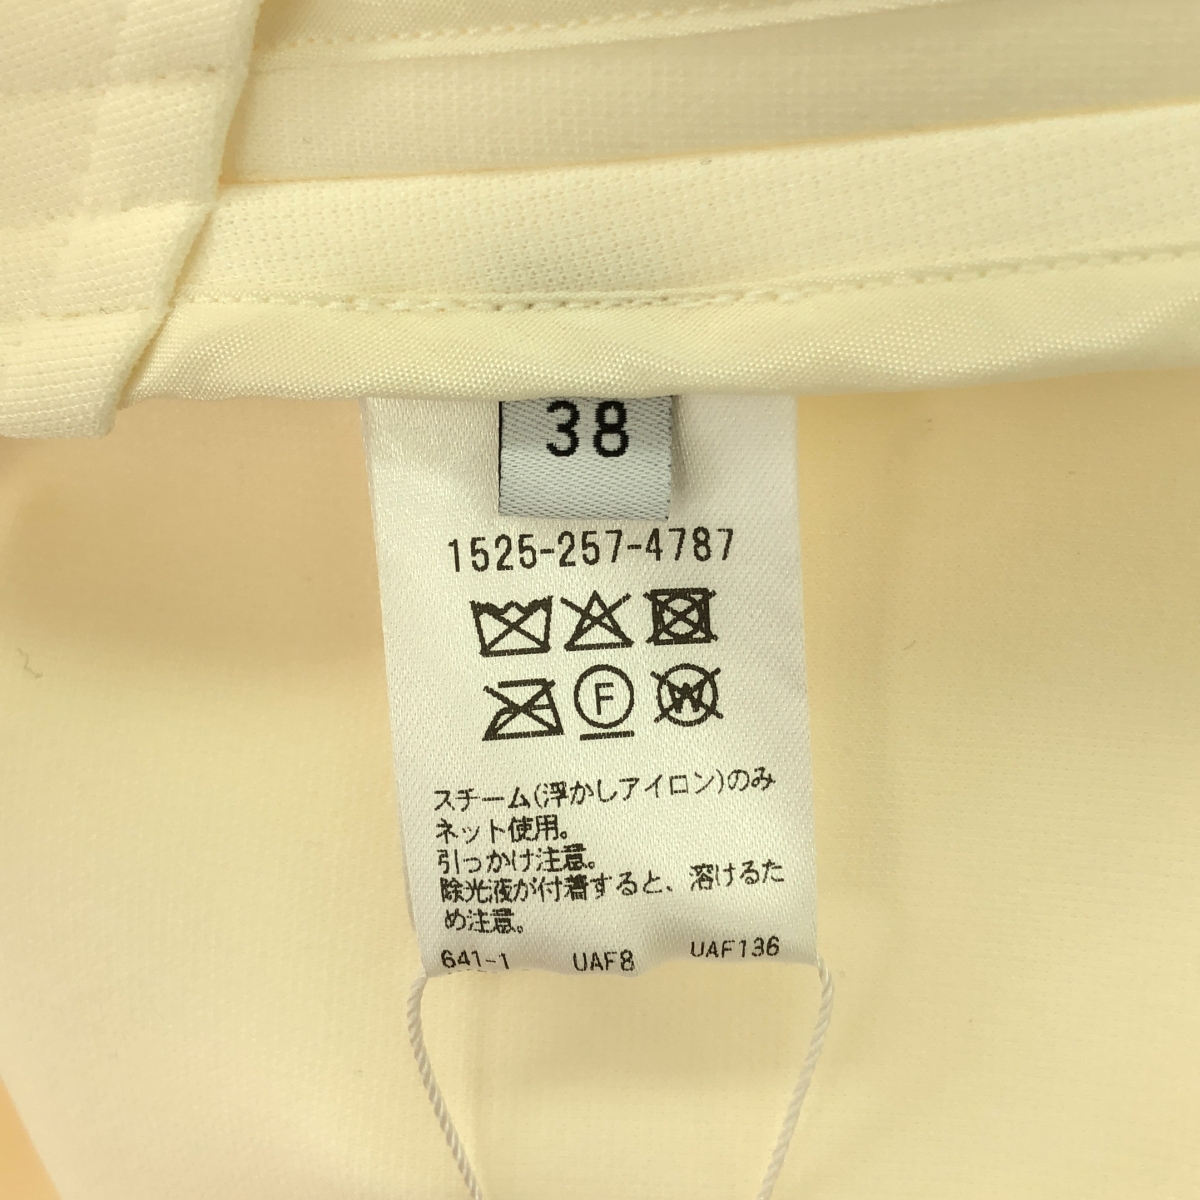 38
1525-257-4787
F
W
スチーム(浮かしアイロン)のみ
ネット使用。
引っかけ注意。
除光液が付着すると、溶けるた
め注意。
641-1 UAF8 UAF136